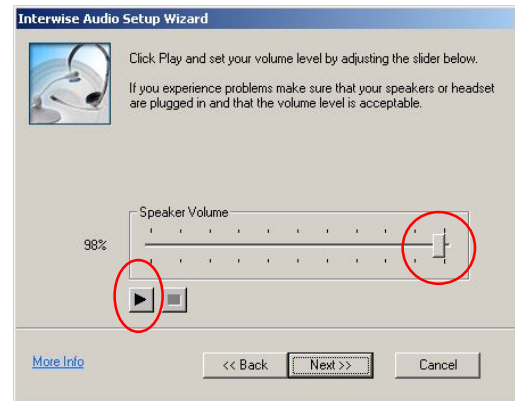 Interwise Audio Setup Wizard
Click Play and set your volume level by adjusting the slider below.
If you experience problems make sure that your speakers or headset
are plugged in and that the volume level is acceptable.
Speaker Volume
98%
More Info
<< Back
Next >>
Cancel